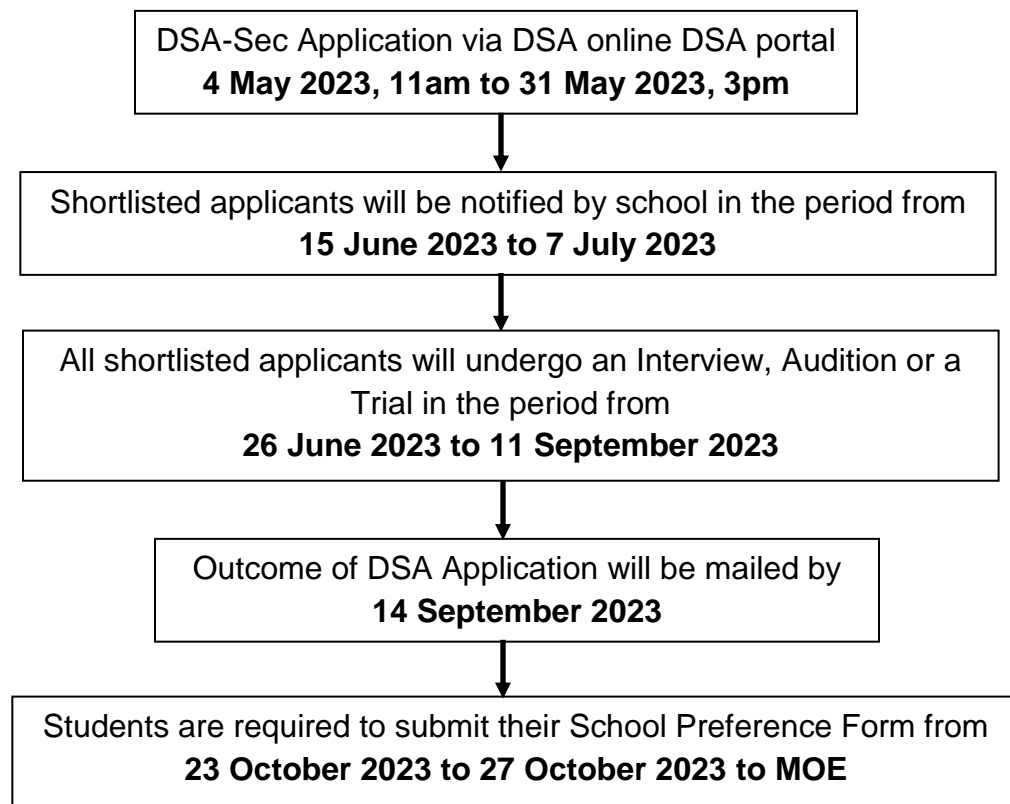 DSA-Sec Application via DSA online DSA portal
4 May 2023, 11am to 31 May 2023, 3pm
Shortlisted applicants will be notified by school in the period from
15 June 2023 to 7 July 2023
All shortlisted applicants will undergo an Interview, Audition or a
Trial in the period from
26 June 2023 to 11 September 2023
Outcome of DSA Application will be mailed by
14 September 2023
Students are required to submit their School Preference Form from
23 October 2023 to 27 October 2023 to MOE